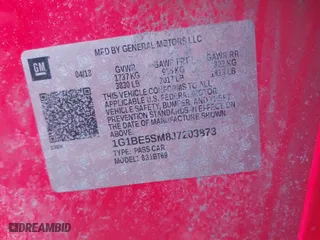 MFD BY GENERAL MOTORS LLC
GM
04/18 GVWR GAWR FRT GAWR RR
1737 KG
3830 LB
THIS VEHICLE CONFORMS TO ALL
APPLICABLE U.S. FEDERAL MOTOR
VEHICLE SAFETY, BUMPER, AND THEFT
PREVENTION STANDARDS IN EFFECT ON
THE DATE OF MANUFACTURE SHOWN
ABOVE.
1G1BE5SM8J7203873
TYPE: PASS CAR
MODEL:
DREAMBID